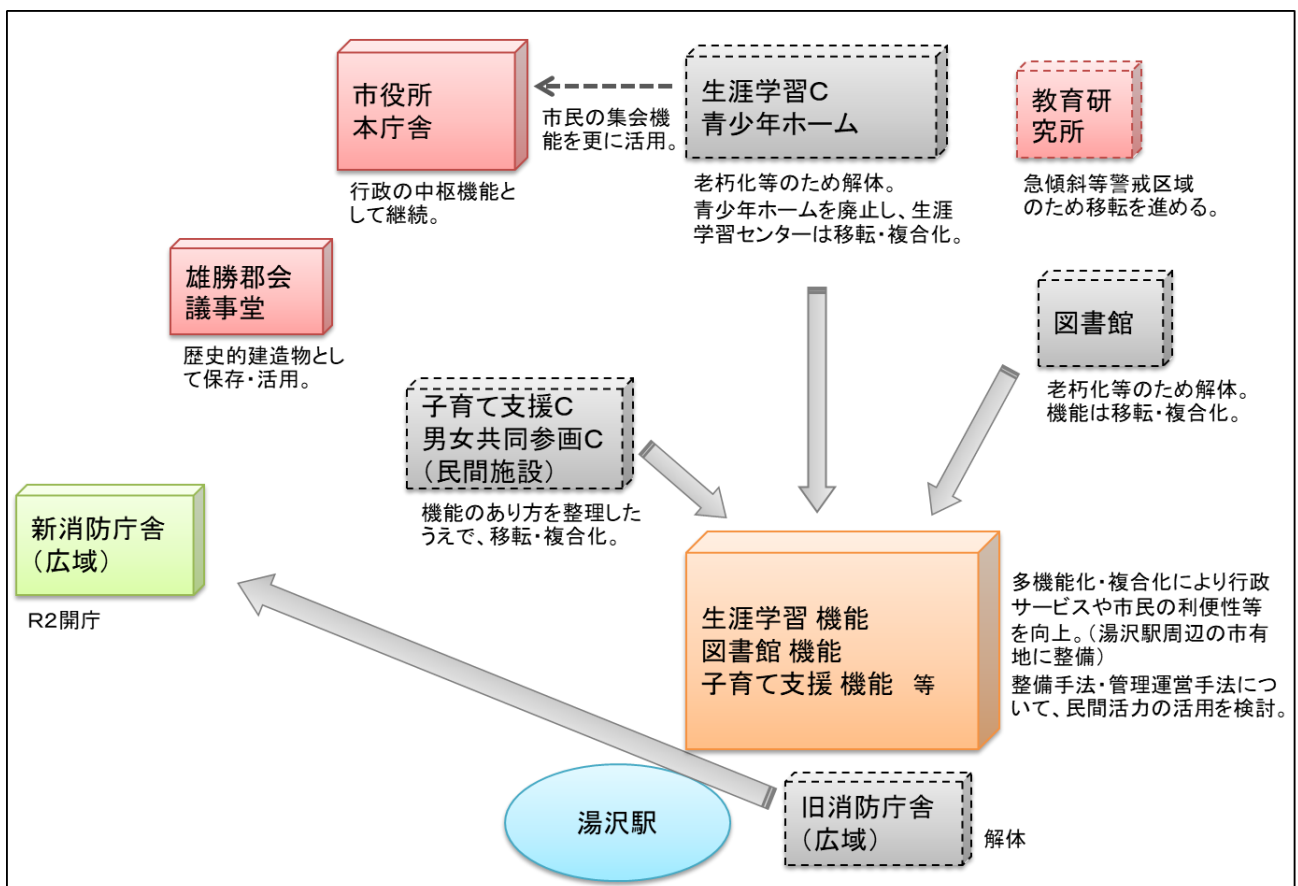 市役所
本庁舎
市民の集会機
能を更に活用。
生涯学習C
青少年ホーム
教育研
究所
行政の中枢機能と
して継続。
老朽化等のため解体。
青少年ホームを廃止し、生涯
学習センターは移転・複合化。
急傾斜等警戒区域
のため移転を進める。
雄勝郡会
議事堂
歴史的建造物とし
て保存・活用。
図書館
老朽化等のため解体。
機能は移転・複合化。
子育て支援C
男女共同参画C
（民間施設）
機能のあり方を整理した
うえで、移転・複合化。
新消防庁舎
（広域）
R2開庁
生涯学習 機能
図書館 機能
子育て支援 機能 等
多機能化・複合化により行政
サービスや市民の利便性等
を向上。（湯沢駅周辺の市有
地に整備）
整備手法・管理運営手法につ
いて、民間活力の活用を検討。
湯沢駅
旧消防庁舎
（広域）
解体